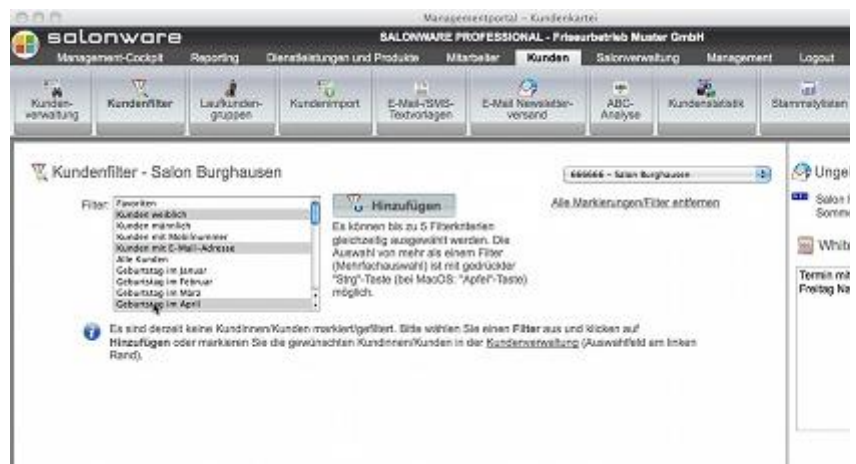 Managementportal - Kundenkartei
salonware
SALONWARE PROFESSIONAL - Friseurbetrieb Muster GmbH
Management-Cockpit Reporting Dienstleistungen und Produkte Mitarbeiter Kunden Salonverwaltung Management Logout
Kunden-
verwaltung
Kundenfilter
Laufkunden-
gruppen
Kundenimport
E-Mail-/SMS-
Textvorlagen
E-Mail Newsletter-
versand
ABC-
Analyse
Kundenstatistik
Stammstylisten
Kundenfilter - Salon Burghausen
666666 - Salon Burghausen
Filter:
Favoriten
Kunden weiblich
Kunden männlich
Kunden mit Mobilnummer
Kunden mit E-Mail-Adresse
Alle Kunden
Geburtstag im Januar
Geburtstag im Februar
Geburtstag im März
Geburtstag im April
Hinzufügen
Es können bis zu 5 Filterkriterien
gleichzeitig ausgewählt werden. Die
Auswahl von mehr als einem Filter
(Mehrfachauswahl) ist mit gedrückter
"Strg"-Taste (bei MacOS: "Apfel"-Taste)
möglich.
Alle Markierungen/Filter entfernen
Es sind derzeit keine Kundinnen/Kunden markiert/gefiltert. Bitte wählen Sie einen Filter aus und klicken auf
Hinzufügen oder markieren Sie die gewünschten Kundinnen/Kunden in der Kundenverwaltung (Auswahlfeld am linken
Rand).
Ungel
Salon
Somme
White
Termin mit
Freitag Na